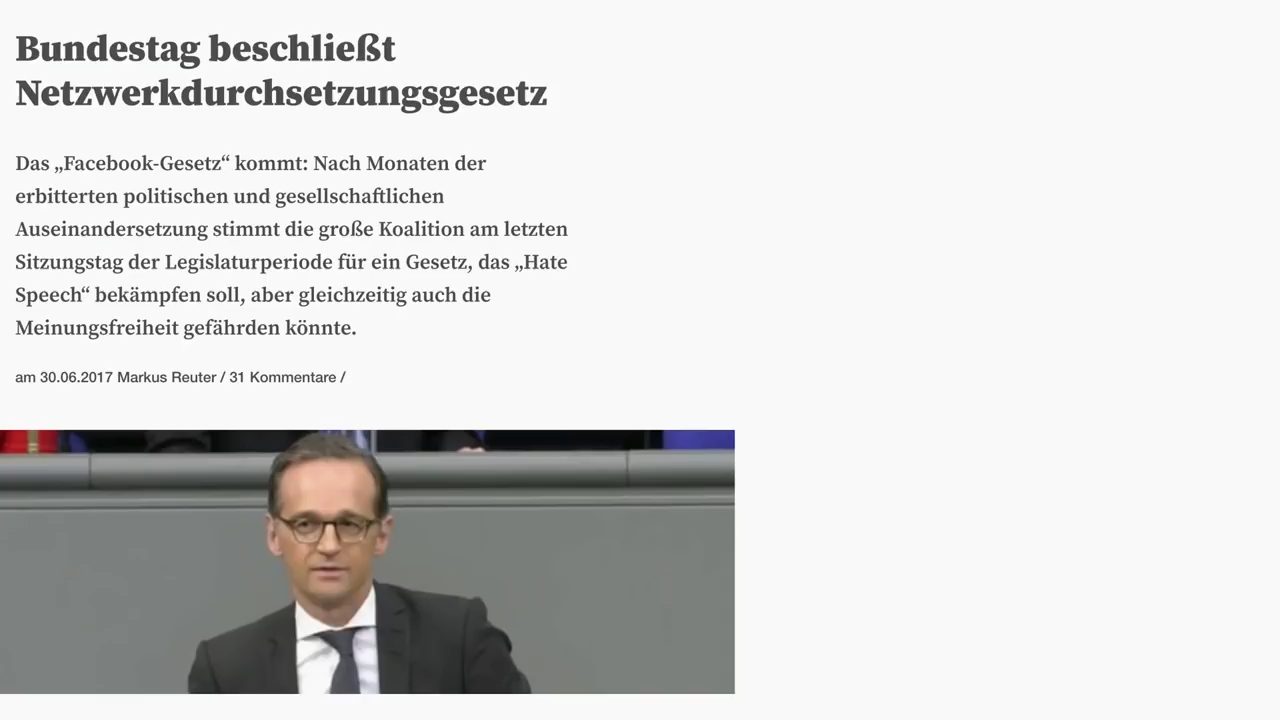 Bundestag beschließt
Netzwerkdurchsetzungsgesetz
Das „Facebook-Gesetz“ kommt: Nach Monaten der
erbitterten politischen und gesellschaftlichen
Auseinandersetzung stimmt die große Koalition am letzten
Sitzungstag der Legislaturperiode für ein Gesetz, das „Hate
Speech“ bekämpfen soll, aber gleichzeitig auch die
Meinungsfreiheit gefährden könnte.
am 30.06.2017 Markus Reuter / 31 Kommentare /